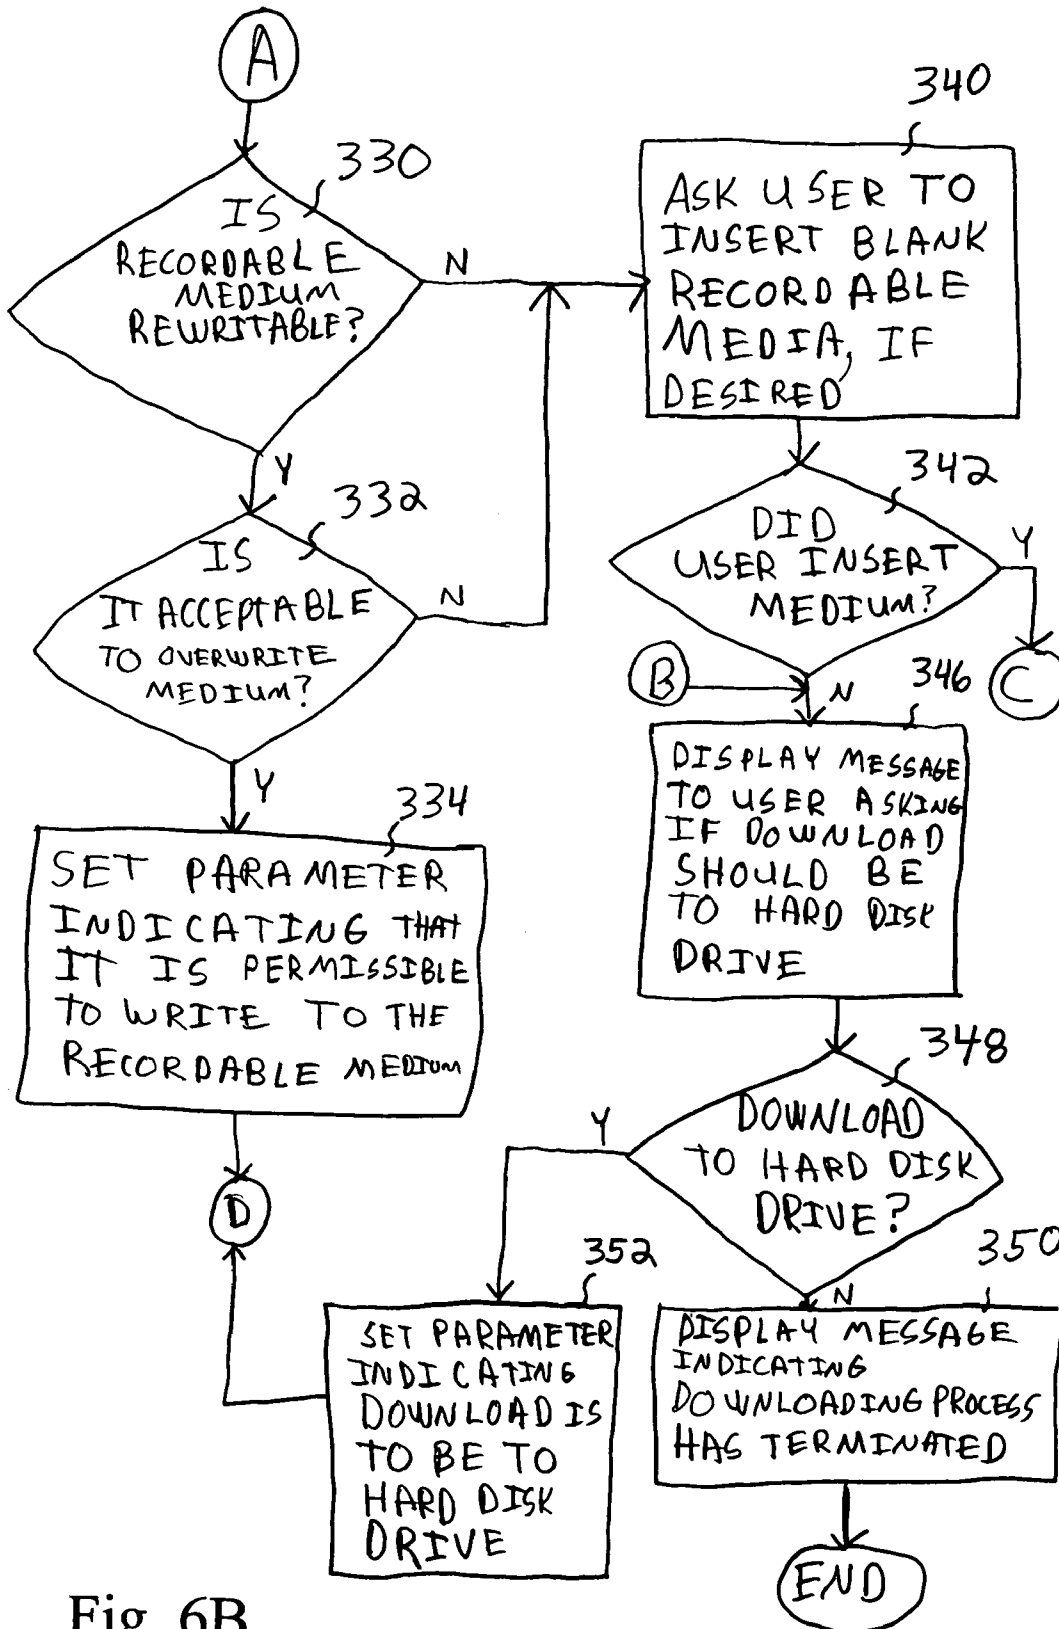 A
330
IS
RECORDABLE
MEDIUM
REWRITABLE?
N
Y
332
IS
IT ACCEPTABLE
TO OVERWRITE
MEDIUM?
N
Y
334
SET PARAMETER
INDICATING THAT
IT IS PERMISSIBLE
TO WRITE TO THE
RECORDABLE MEDIUM
D
340
ASK USER TO
INSERT BLANK
RECORDABLE
MEDIA, IF
DESIRED
342
DID
USER INSERT
MEDIUM?
Y
C
N
B
346
DISPLAY MESSAGE
TO USER ASKING
IF DOWNLOAD
SHOULD BE
TO HARD DISK
DRIVE
348
DOWNLOAD
TO HARD DISK
DRIVE?
Y
N
352
SET PARAMETER
INDICATING
DOWNLOAD IS
TO BE TO
HARD DISK
DRIVE
350
DISPLAY MESSAGE
INDICATING
DOWNLOADING PROCESS
HAS TERMINATED
END
Fig. 6B